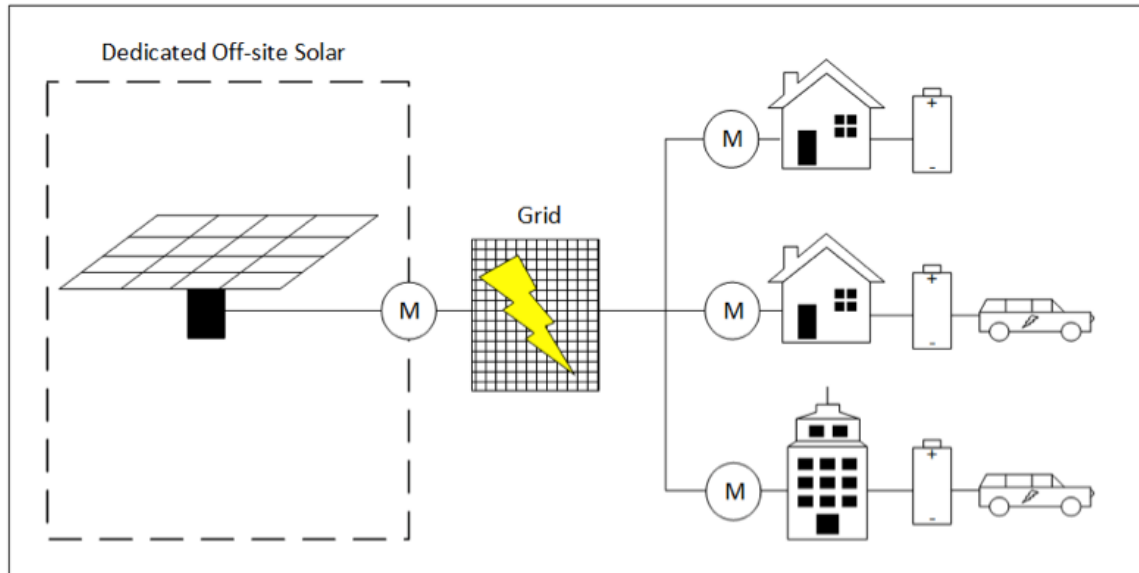 Dedicated Off-site Solar
Grid
M
M
M
M
+
-
+
-
+
-